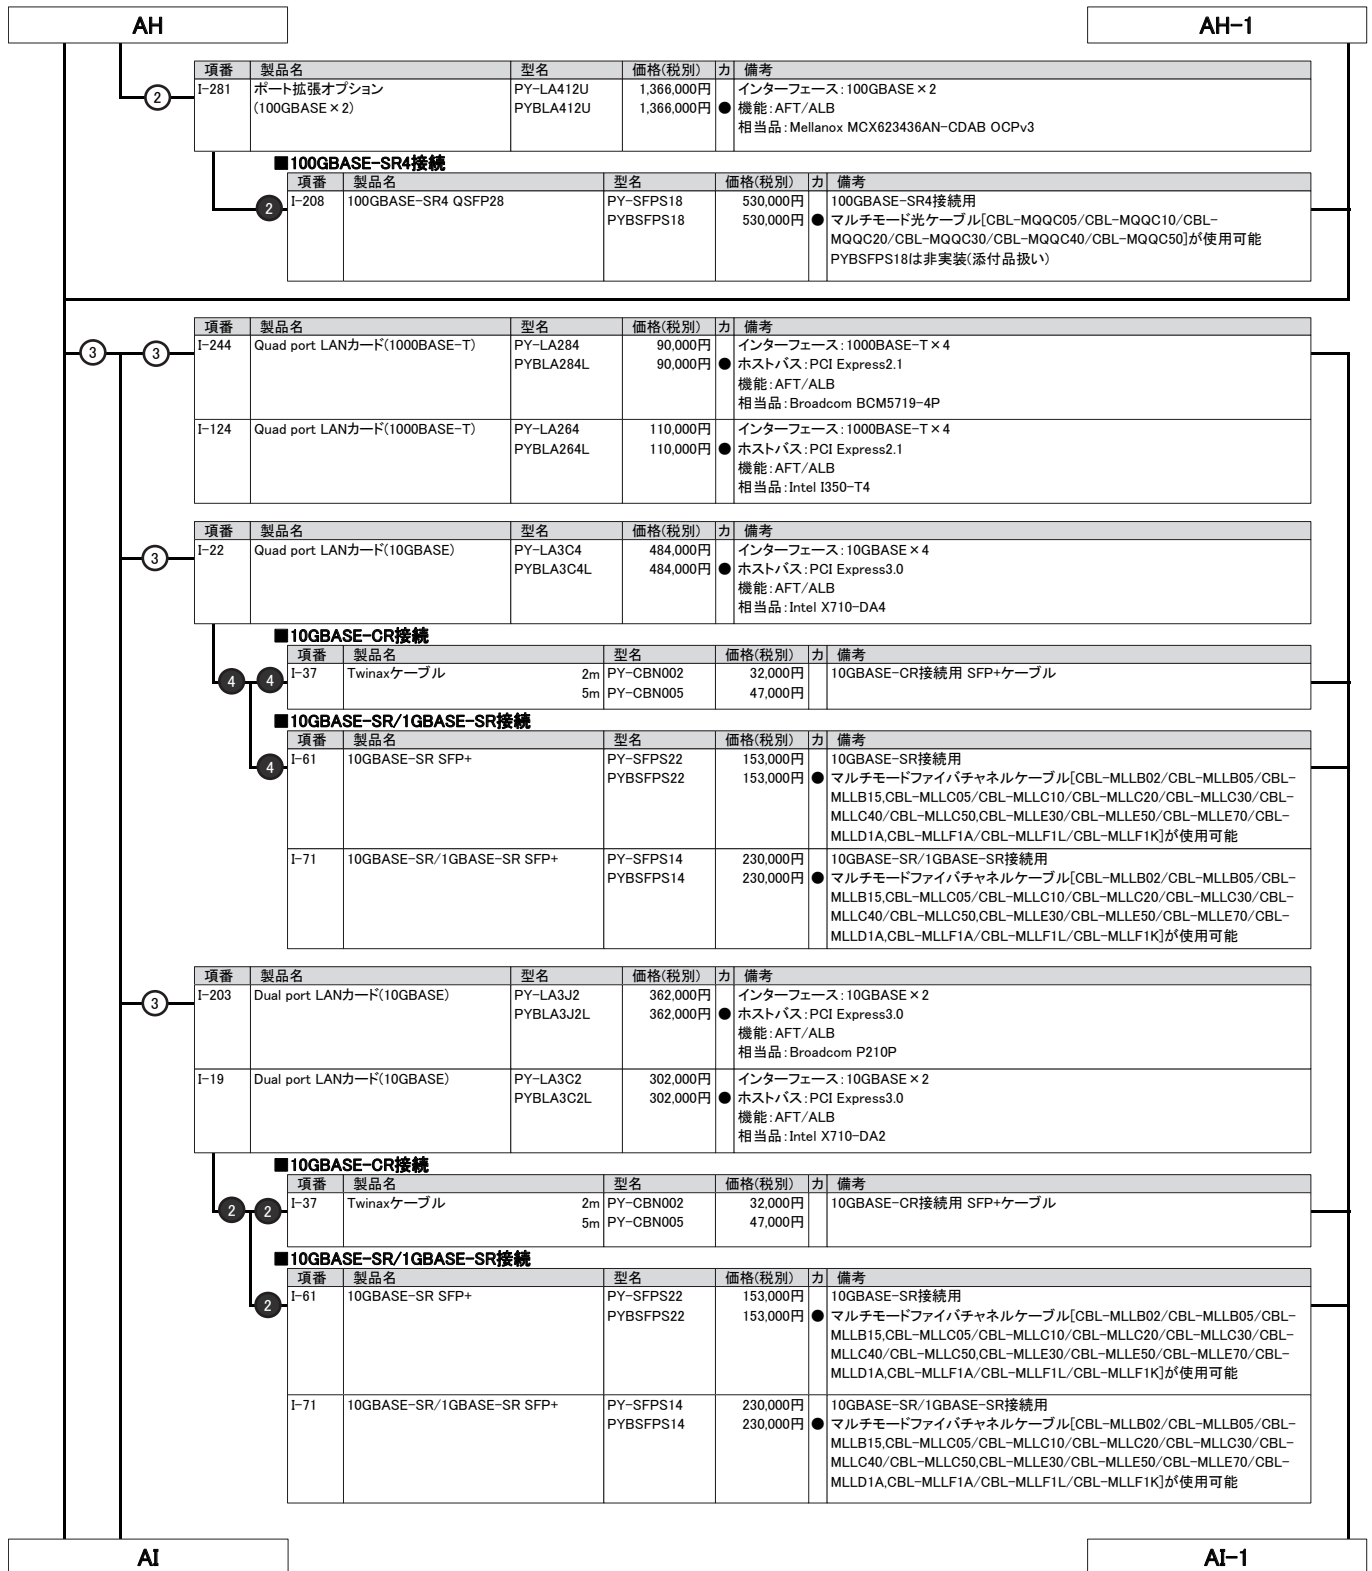 AH
AH-1
項番 製品名 型名 価格(税別) カ 備考
2
I-281 ポート拡張オプション PY-LA412U 1,366,000円 インターフェース:100GBASE×2
(100GBASE×2) PYBLA412U 1,366,000円 ● 機能:AFT/ALB
相当品:Mellanox MCX623436AN-CDAB OCPv3
■100GBASE-SR4接続
項番 製品名 型名 価格(税別) カ 備考
2
I-208 100GBASE-SR4 QSFP28 PY-SFPS18 530,000円 100GBASE-SR4接続用
PYBSFPS18 530,000円 ● マルチモード光ケーブル[CBL-MQQC05/CBL-MQQC10/CBL-
MQQC20/CBL-MQQC30/CBL-MQQC40/CBL-MQQC50]が使用可能
PYBSFPS18は非実装(添付品扱い)
項番 製品名 型名 価格(税別) カ 備考
3 3
I-244 Quad port LANカード(1000BASE-T) PY-LA284 90,000円 インターフェース:1000BASE-T×4
PYBLA284L 90,000円 ● ホストバス:PCI Express2.1
機能:AFT/ALB
相当品:Broadcom BCM5719-4P
I-124 Quad port LANカード(1000BASE-T) PY-LA264 110,000円 インターフェース:1000BASE-T×4
PYBLA264L 110,000円 ● ホストバス:PCI Express2.1
機能:AFT/ALB
相当品:Intel I350-T4
項番 製品名 型名 価格(税別) カ 備考
3
I-22 Quad port LANカード(10GBASE) PY-LA3C4 484,000円 インターフェース:10GBASE×4
PYBLA3C4L 484,000円 ● ホストバス:PCI Express3.0
機能:AFT/ALB
相当品:Intel X710-DA4
■10GBASE-CR接続
項番 製品名 型名 価格(税別) カ 備考
4 4
I-37 Twinaxケーブル 2m PY-CBN002 32,000円 10GBASE-CR接続用 SFP+ケーブル
5m PY-CBN005 47,000円
■10GBASE-SR/1GBASE-SR接続
項番 製品名 型名 価格(税別) カ 備考
4
I-61 10GBASE-SR SFP+ PY-SFPS22 153,000円 10GBASE-SR接続用
PYBSFPS22 153,000円 ● マルチモードファイバチャネルケーブル[CBL-MLLB02/CBL-MLLB05/CBL-
MLLB15,CBL-MLLC05/CBL-MLLC10/CBL-MLLC20/CBL-MLLC30/CBL-
MLLC40/CBL-MLLC50,CBL-MLLE30/CBL-MLLE50/CBL-MLLE70/CBL-
MLLD1A,CBL-MLLF1A/CBL-MLLF1L/CBL-MLLF1K]が使用可能
I-71 10GBASE-SR/1GBASE-SR SFP+ PY-SFPS14 230,000円 10GBASE-SR/1GBASE-SR接続用
PYBSFPS14 230,000円 ● マルチモードファイバチャネルケーブル[CBL-MLLB02/CBL-MLLB05/CBL-
MLLB15,CBL-MLLC05/CBL-MLLC10/CBL-MLLC20/CBL-MLLC30/CBL-
MLLC40/CBL-MLLC50,CBL-MLLE30/CBL-MLLE50/CBL-MLLE70/CBL-
MLLD1A,CBL-MLLF1A/CBL-MLLF1L/CBL-MLLF1K]が使用可能
項番 製品名 型名 価格(税別) カ 備考
3
I-203 Dual port LANカード(10GBASE) PY-LA3J2 362,000円 インターフェース:10GBASE×2
PYBLA3J2L 362,000円 ● ホストバス:PCI Express3.0
機能:AFT/ALB
相当品:Broadcom P210P
I-19 Dual port LANカード(10GBASE) PY-LA3C2 302,000円 インターフェース:10GBASE×2
PYBLA3C2L 302,000円 ● ホストバス:PCI Express3.0
機能:AFT/ALB
相当品:Intel X710-DA2
■10GBASE-CR接続
項番 製品名 型名 価格(税別) カ 備考
2 2
I-37 Twinaxケーブル 2m PY-CBN002 32,000円 10GBASE-CR接続用 SFP+ケーブル
5m PY-CBN005 47,000円
■10GBASE-SR/1GBASE-SR接続
項番 製品名 型名 価格(税別) カ 備考
2
I-61 10GBASE-SR SFP+ PY-SFPS22 153,000円 10GBASE-SR接続用
PYBSFPS22 153,000円 ● マルチモードファイバチャネルケーブル[CBL-MLLB02/CBL-MLLB05/CBL-
MLLB15,CBL-MLLC05/CBL-MLLC10/CBL-MLLC20/CBL-MLLC30/CBL-
MLLC40/CBL-MLLC50,CBL-MLLE30/CBL-MLLE50/CBL-MLLE70/CBL-
MLLD1A,CBL-MLLF1A/CBL-MLLF1L/CBL-MLLF1K]が使用可能
I-71 10GBASE-SR/1GBASE-SR SFP+ PY-SFPS14 230,000円 10GBASE-SR/1GBASE-SR接続用
PYBSFPS14 230,000円 ● マルチモードファイバチャネルケーブル[CBL-MLLB02/CBL-MLLB05/CBL-
MLLB15,CBL-MLLC05/CBL-MLLC10/CBL-MLLC20/CBL-MLLC30/CBL-
MLLC40/CBL-MLLC50,CBL-MLLE30/CBL-MLLE50/CBL-MLLE70/CBL-
MLLD1A,CBL-MLLF1A/CBL-MLLF1L/CBL-MLLF1K]が使用可能
AI
AI-1